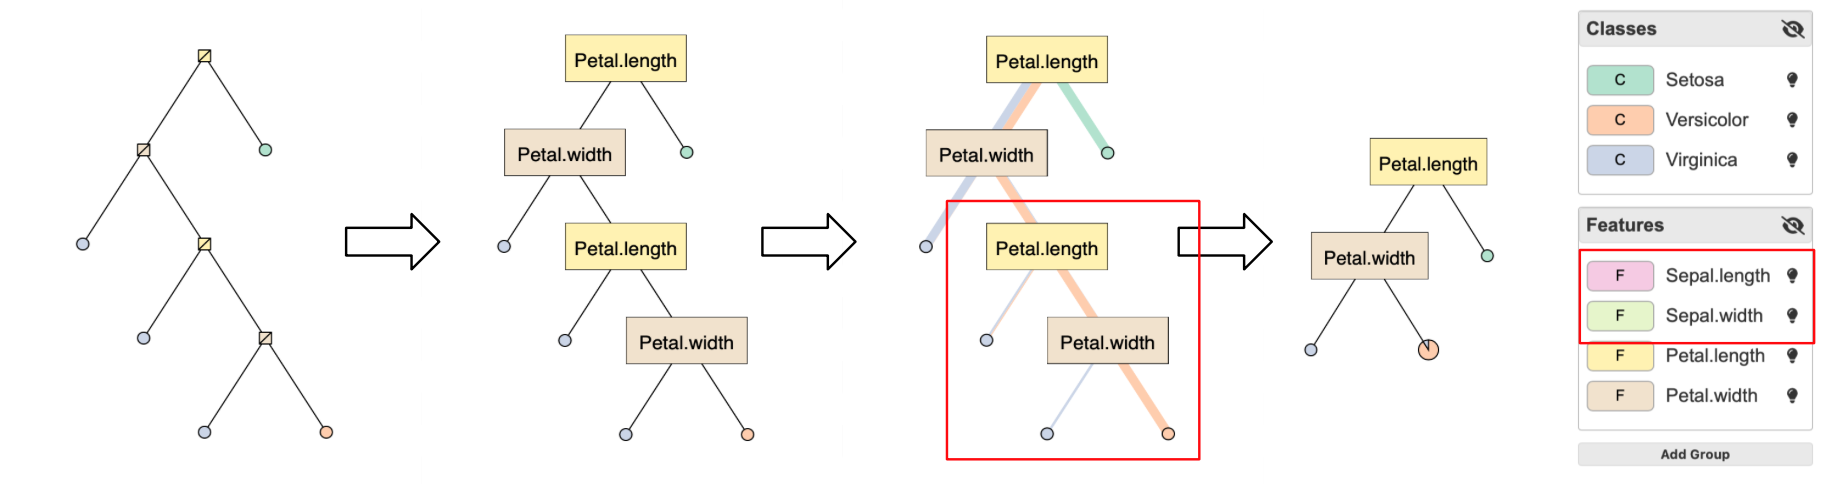 Petal.length
Petal.width
Petal.length
Petal.width
Petal.length
Petal.width
Petal.length
Petal.width
Petal.length
Petal.width
Classes
C Setosa
C Versicolor
C Virginica
Features
F Sepal.length
F Sepal.width
F Petal.length
F Petal.width
Add Group